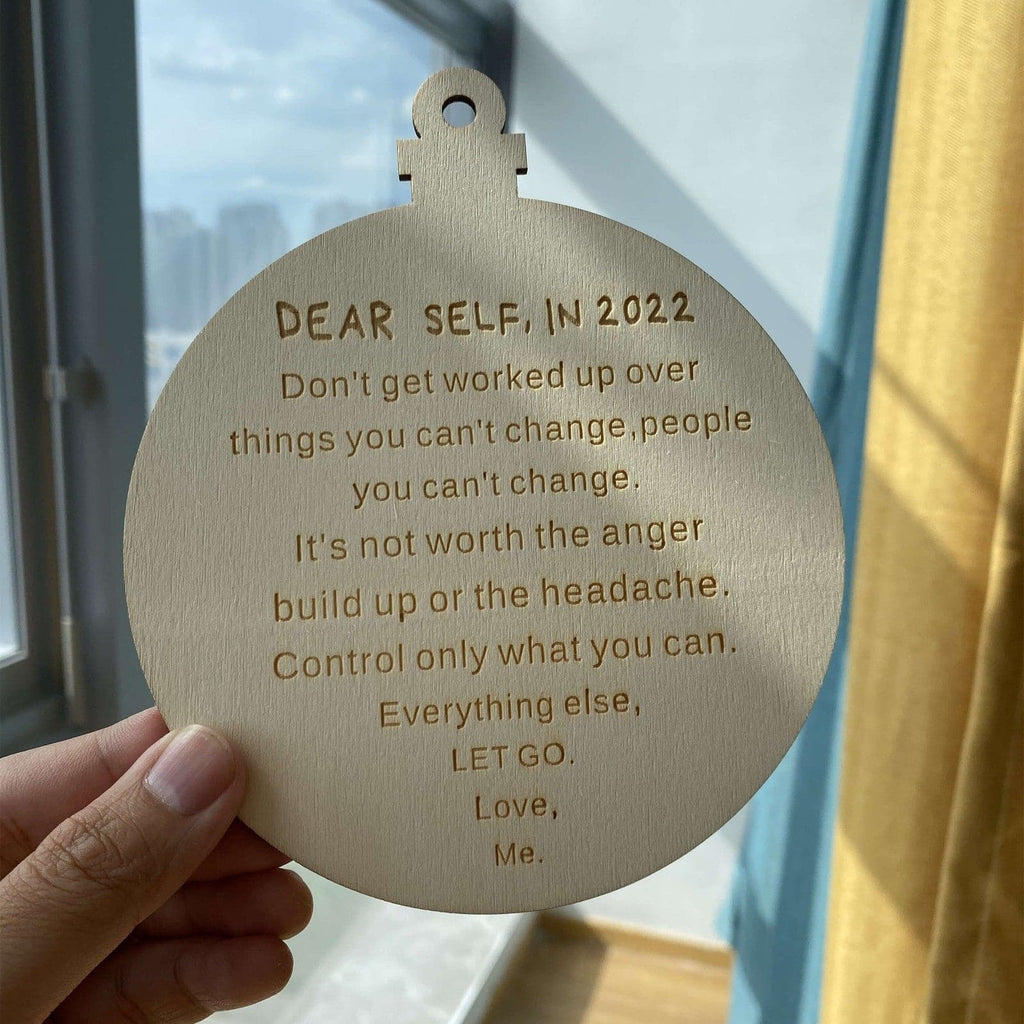 DEAR SELF, IN 2022
Don't get worked up over
things you can't change,people
you can't change.
It's not worth the anger
build up or the headache.
Control only what you can.
Everything else,
LET GO.
Love,
Me.